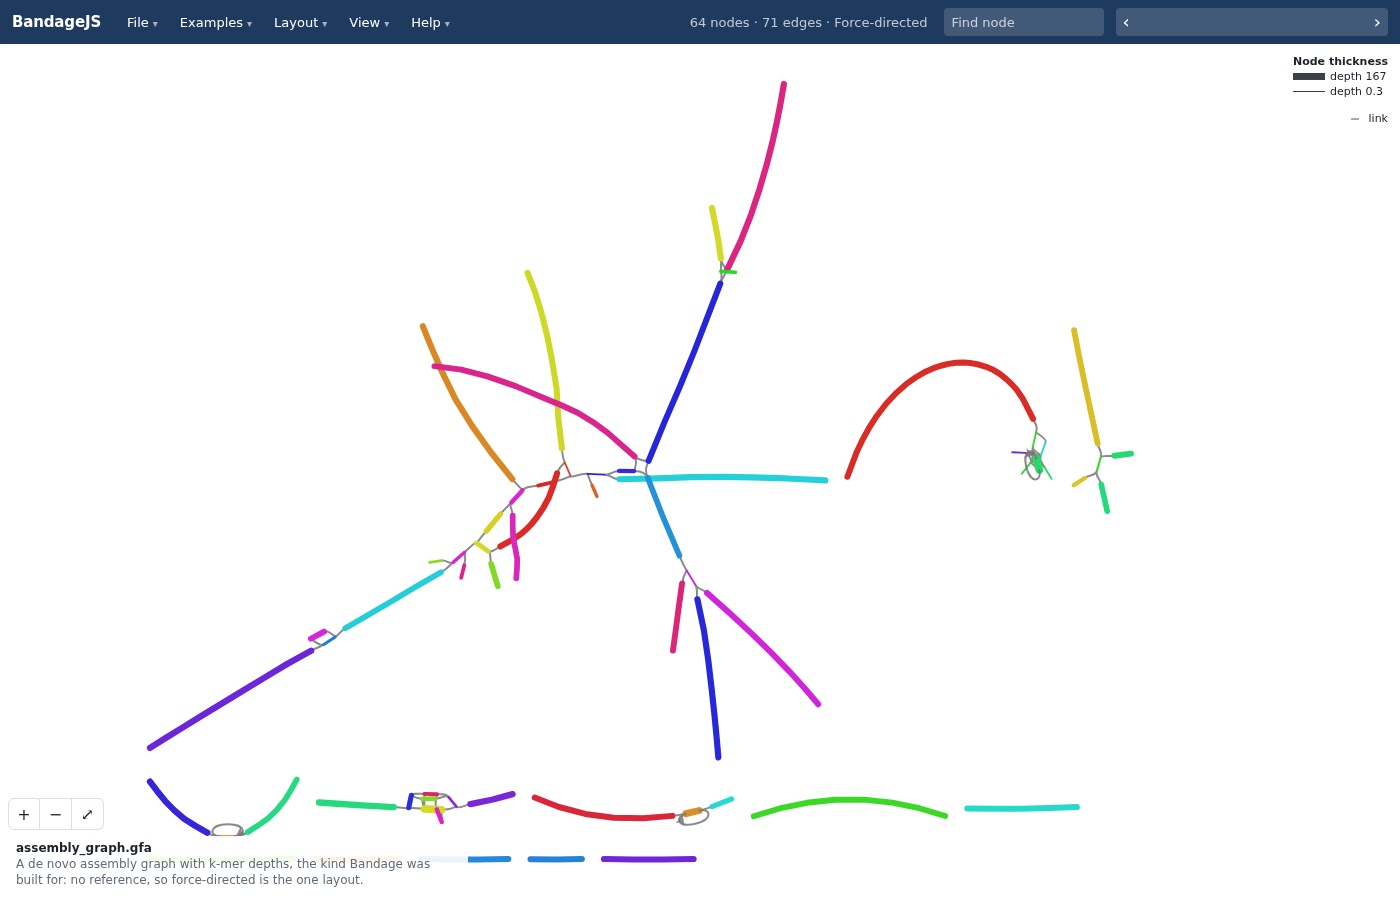 BandageJS File ▾ Examples ▾ Layout ▾ View ▾ Help ▾ 64 nodes · 71 edges · Force-directed Find node ‹ ›
Node thickness
depth 167
depth 0.3
link
+ − ⤢
assembly_graph.gfa
A de novo assembly graph with k-mer depths, the kind Bandage was
built for: no reference, so force-directed is the one layout.